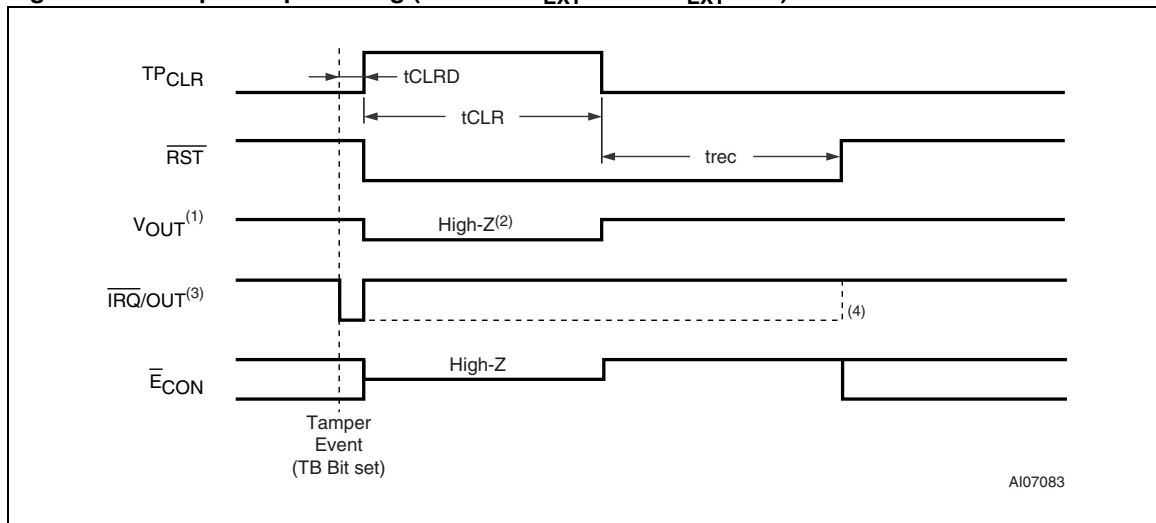 TPCLR
tCLRD
tCLR
RST
trec
VOUT(1)
High-Z(2)
IRQ/OUT(3)
(4)
High-Z
ECON
Tamper
Event
(TB Bit set)
AI07083